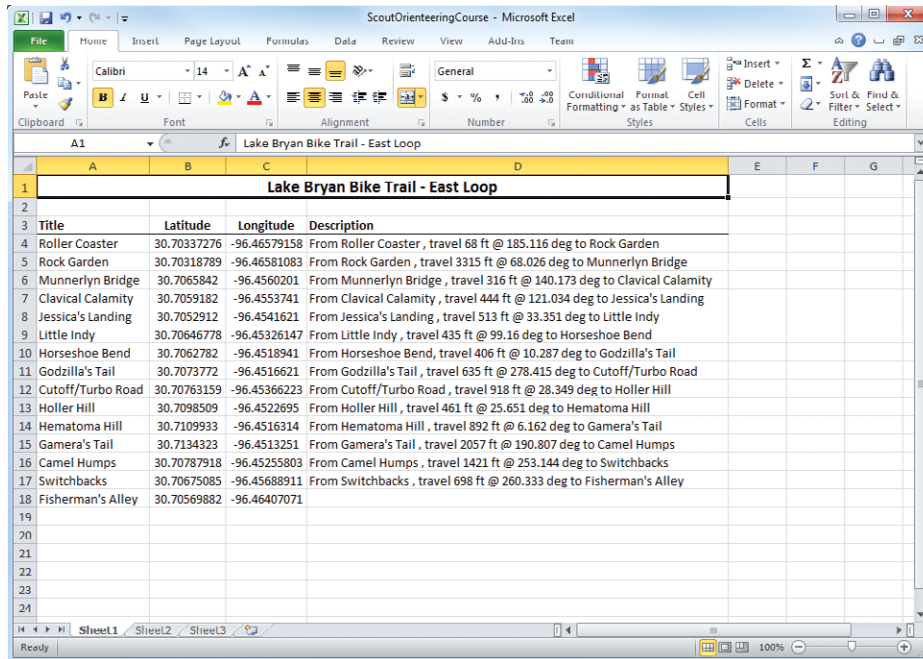 ScoutOrienteeringCourse - Microsoft Excel
File Home Insert Page Layout Formulas Data Review View Add-Ins Team
Paste
Calibri 14 A A
B I U A
General
$ % , .00 .0
Conditional Formatting Format as Table Cell Styles
Insert
Delete
Format
Σ
Sort & Filter Find & Select
Clipboard Font Alignment Number Styles Cells Editing
A1 fx Lake Bryan Bike Trail - East Loop
A B C D E F G
1 Lake Bryan Bike Trail - East Loop
2
3 Title Latitude Longitude Description
4 Roller Coaster 30.70337276 -96.46579158 From Roller Coaster , travel 68 ft @ 185.116 deg to Rock Garden
5 Rock Garden 30.70318789 -96.46581083 From Rock Garden , travel 3315 ft @ 68.026 deg to Munnerlyn Bridge
6 Munnerlyn Bridge 30.7065842 -96.4560201 From Munnerlyn Bridge , travel 316 ft @ 140.173 deg to Clavical Calamity
7 Clavical Calamity 30.7059182 -96.4553741 From Clavical Calamity , travel 444 ft @ 121.034 deg to Jessica's Landing
8 Jessica's Landing 30.7052912 -96.4541621 From Jessica's Landing , travel 513 ft @ 33.351 deg to Little Indy
9 Little Indy 30.70646778 -96.45326147 From Little Indy , travel 435 ft @ 99.16 deg to Horseshoe Bend
10 Horseshoe Bend 30.7062782 -96.4518941 From Horseshoe Bend, travel 406 ft @ 10.287 deg to Godzilla's Tail
11 Godzilla's Tail 30.7073772 -96.4516621 From Godzilla's Tail , travel 635 ft @ 278.415 deg to Cutoff/Turbo Road
12 Cutoff/Turbo Road 30.70763159 -96.45366223 From Cutoff/Turbo Road , travel 918 ft @ 28.349 deg to Holler Hill
13 Holler Hill 30.7098509 -96.4522695 From Holler Hill , travel 461 ft @ 25.651 deg to Hematoma Hill
14 Hematoma Hill 30.7109933 -96.4516314 From Hematoma Hill , travel 892 ft @ 6.162 deg to Gamera's Tail
15 Gamera's Tail 30.7134323 -96.4513251 From Gamera's Tail , travel 2057 ft @ 190.807 deg to Camel Humps
16 Camel Humps 30.70787918 -96.45255803 From Camel Humps , travel 1421 ft @ 253.144 deg to Switchbacks
17 Switchbacks 30.70675085 -96.45688911 From Switchbacks , travel 698 ft @ 260.333 deg to Fisherman's Alley
18 Fisherman's Alley 30.70569882 -96.46407071
19
20
21
22
23
24
Sheet1 Sheet2 Sheet3
Ready 100%